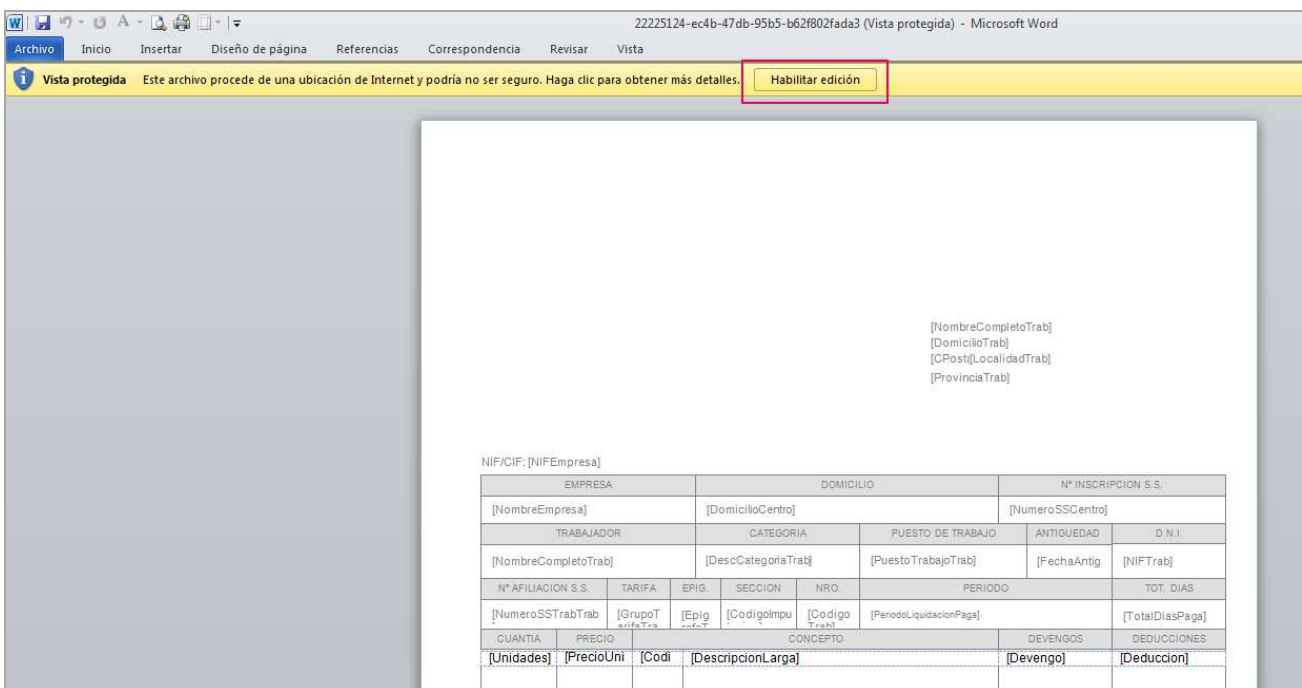 22225124-ec4b-47db-95b5-b62f802fada3 (Vista protegida) - Microsoft Word
Archivo Inicio Insertar Diseño de página Referencias Correspondencia Revisar Vista
Vista protegida Este archivo procede de una ubicación de Internet y podría no ser seguro. Haga clic para obtener más detalles. Habilitar edición
[NombreCompletoTrab]
[DomicilioTrab]
[CPosta[LocalidadTrab]
[ProvinciaTrab]
NIF/CIF: [NIFEmpresa]
EMPRESA DOMICILIO Nº INSCRIPCION S.S.
[NombreEmpresa] [DomicilioCentro] [NumeroSSCentro]
TRABAJADOR CATEGORIA PUESTO DE TRABAJO ANTIGUEDAD D.N.I.
[NombreCompletoTrab] [DescCategoriaTrab] [PuestoTrabajoTrab] [FechaAntig [NIFTrab]
Nº AFILIACION S.S. TARIFA EPIG. SECCION NRO. PERIODO TOT. DIAS
[NumeroSSTrabTrab [GrupoT [Epig [CodigoImpu [Codigo [PeriodoLiquidacionPaga] [TotalDiasPaga]
CUANTIA PRECIO CONCEPTO DEVENGOS DEDUCCIONES
[Unidades] [PrecioUni [Codi [DescripcionLarga] [Devengo] [Deduccion]